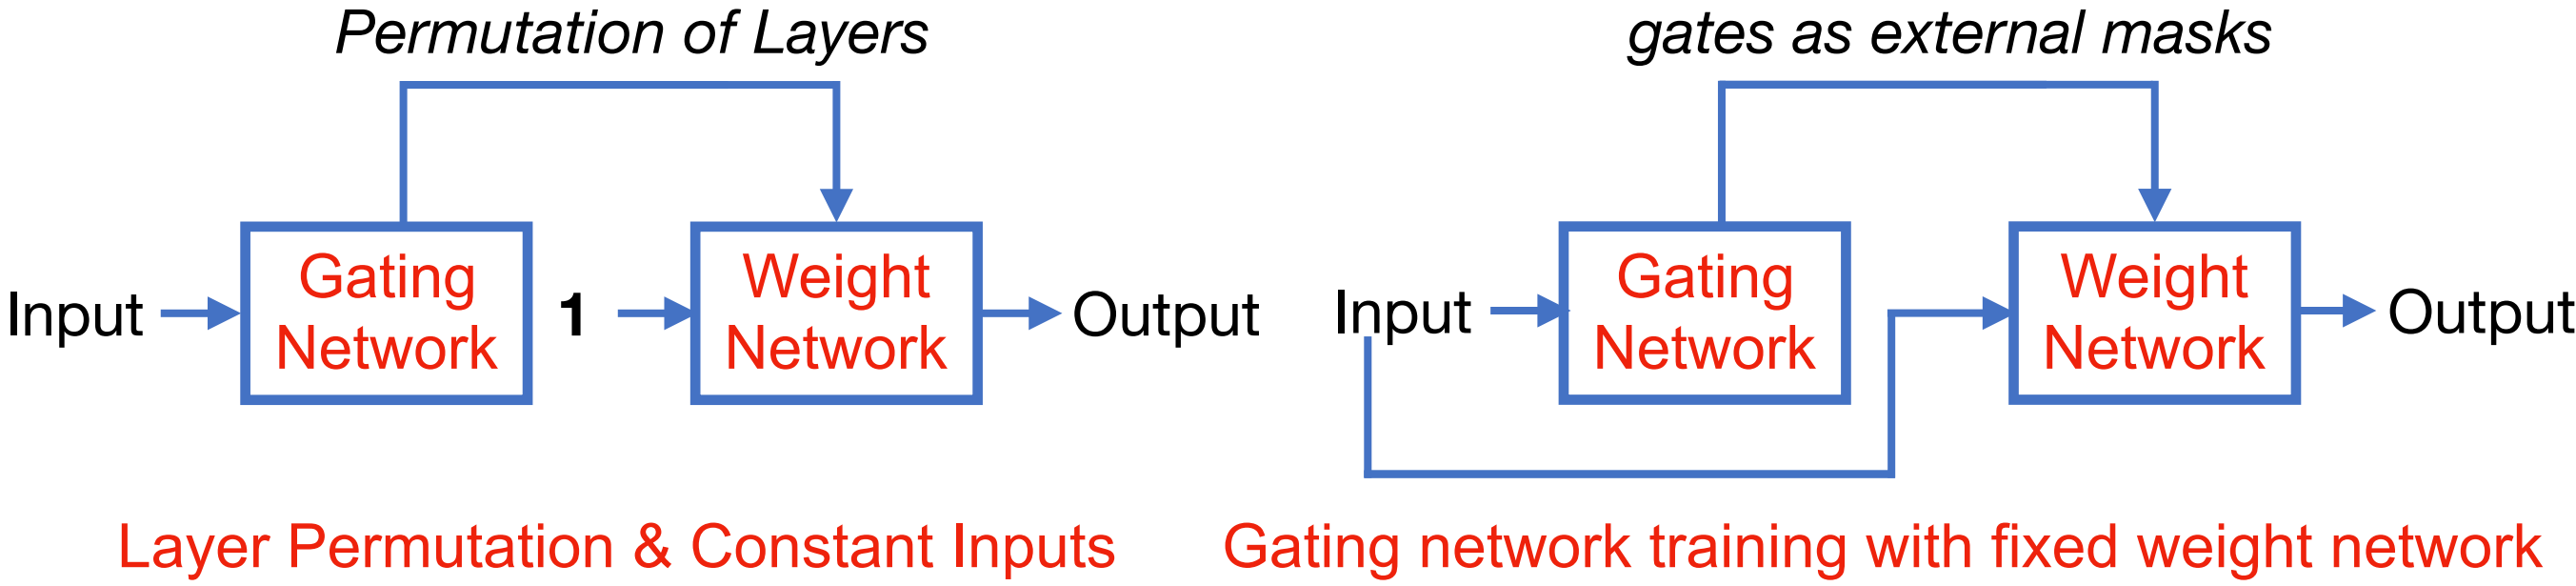 Permutation of Layers
Input
Gating
Network
1
Weight
Network
Output
Layer Permutation & Constant Inputs
gates as external masks
Input
Gating
Network
Weight
Network
Output
Gating network training with fixed weight network